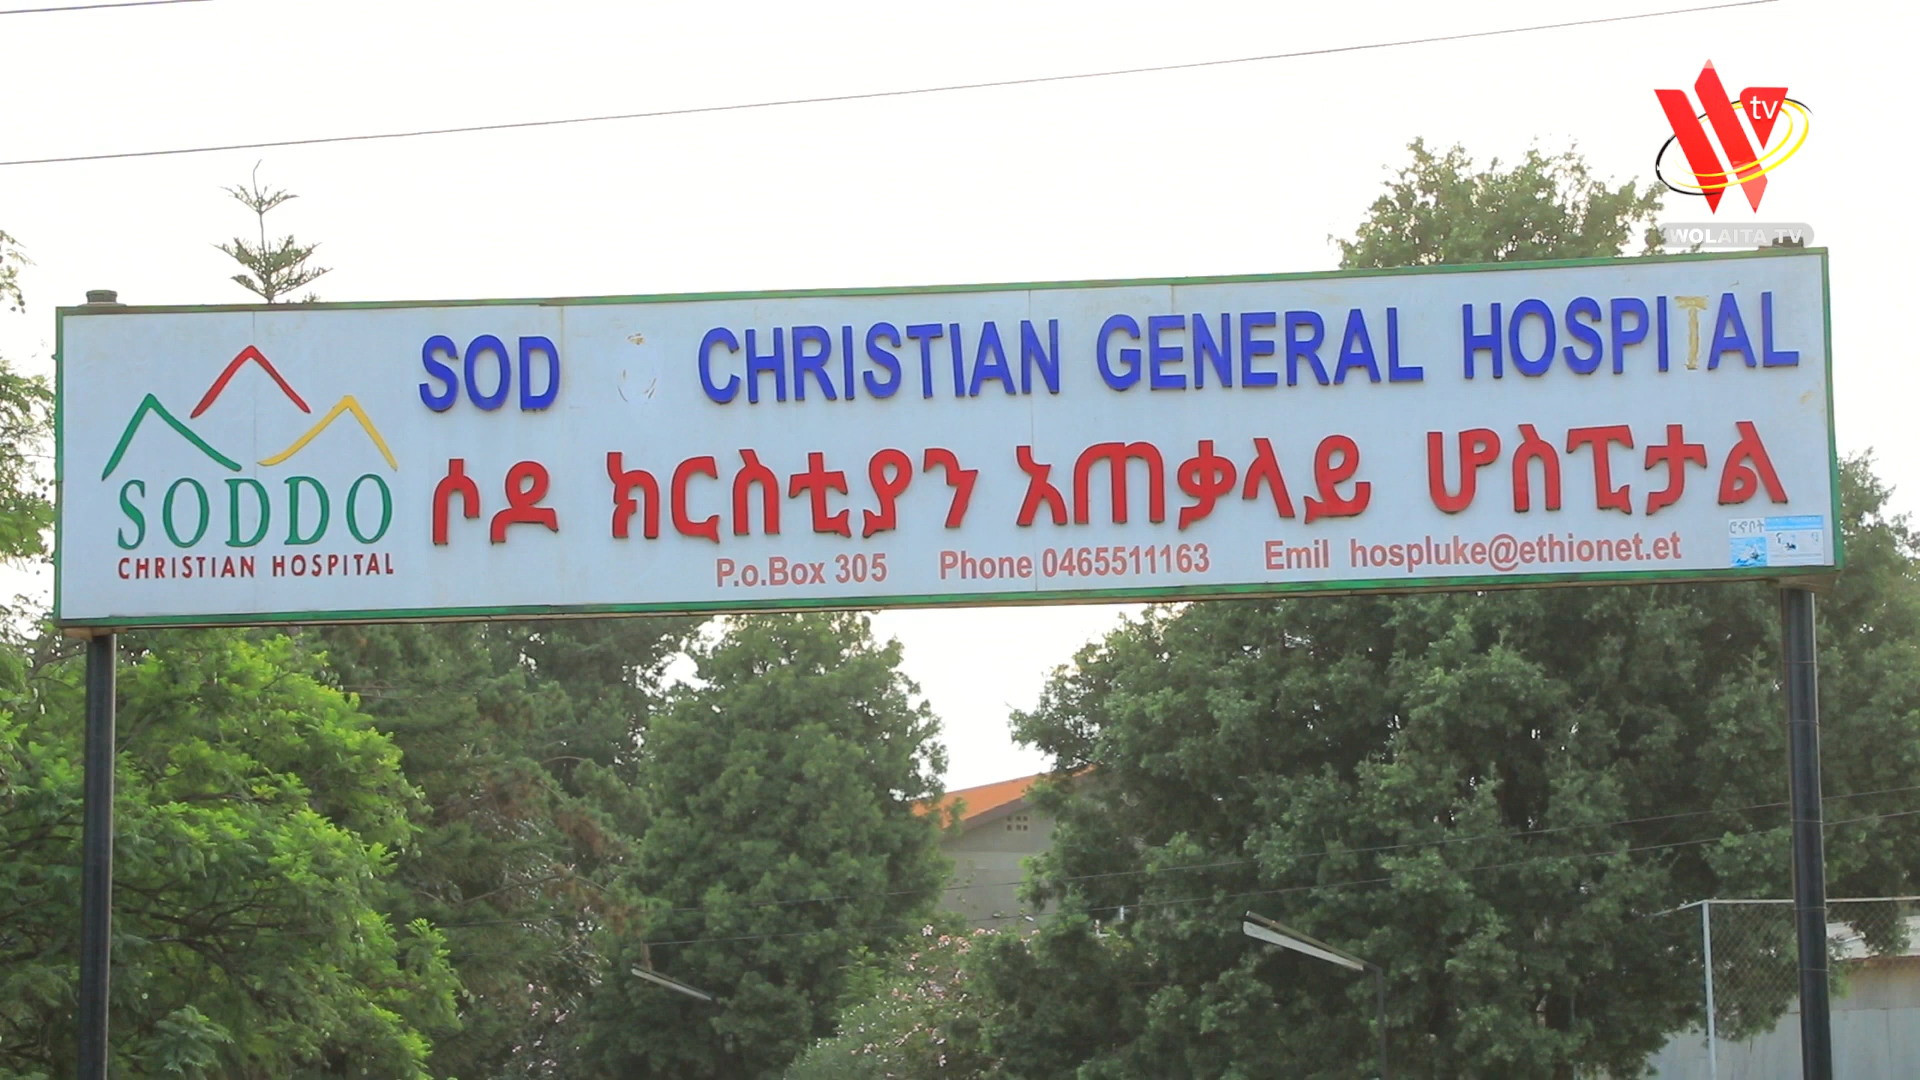 tv
WOLAITA TV
SOD CHRISTIAN GENERAL HOSPITAL
ሶዶ ክርስቲያን አጠቃላይ ሆስፒታል
SODDO
CHRISTIAN HOSPITAL
P.o.Box 305 Phone 0465511163 Emil hospluke@ethionet.et